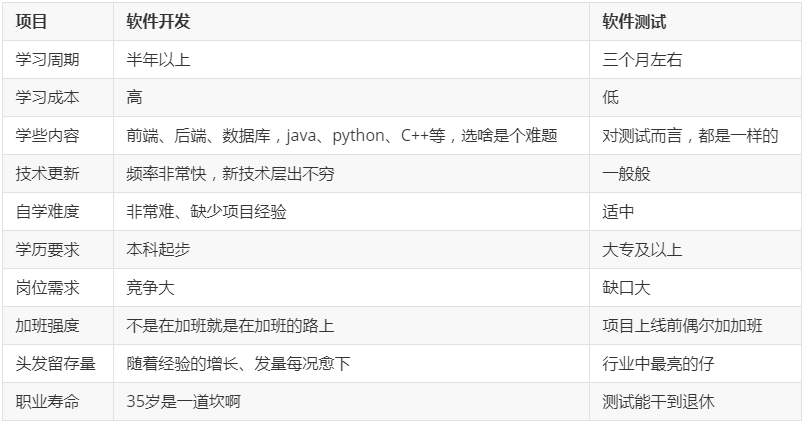 项目 软件开发 软件测试
学习周期 半年以上 三个月左右
学习成本 高 低
学些内容 前端、后端、数据库，java、python、C++等，选啥是个难题 对测试而言，都是一样的
技术更新 频率非常快，新技术层出不穷 一般般
自学难度 非常难、缺少项目经验 适中
学历要求 本科起步 大专及以上
岗位需求 竞争大 缺口大
加班强度 不是在加班就是在加班的路上 项目上线前偶尔加加班
头发留存量 随着经验的增长、发量每况愈下 行业中最亮的仔
职业寿命 35岁是一道坎啊 测试能干到退休